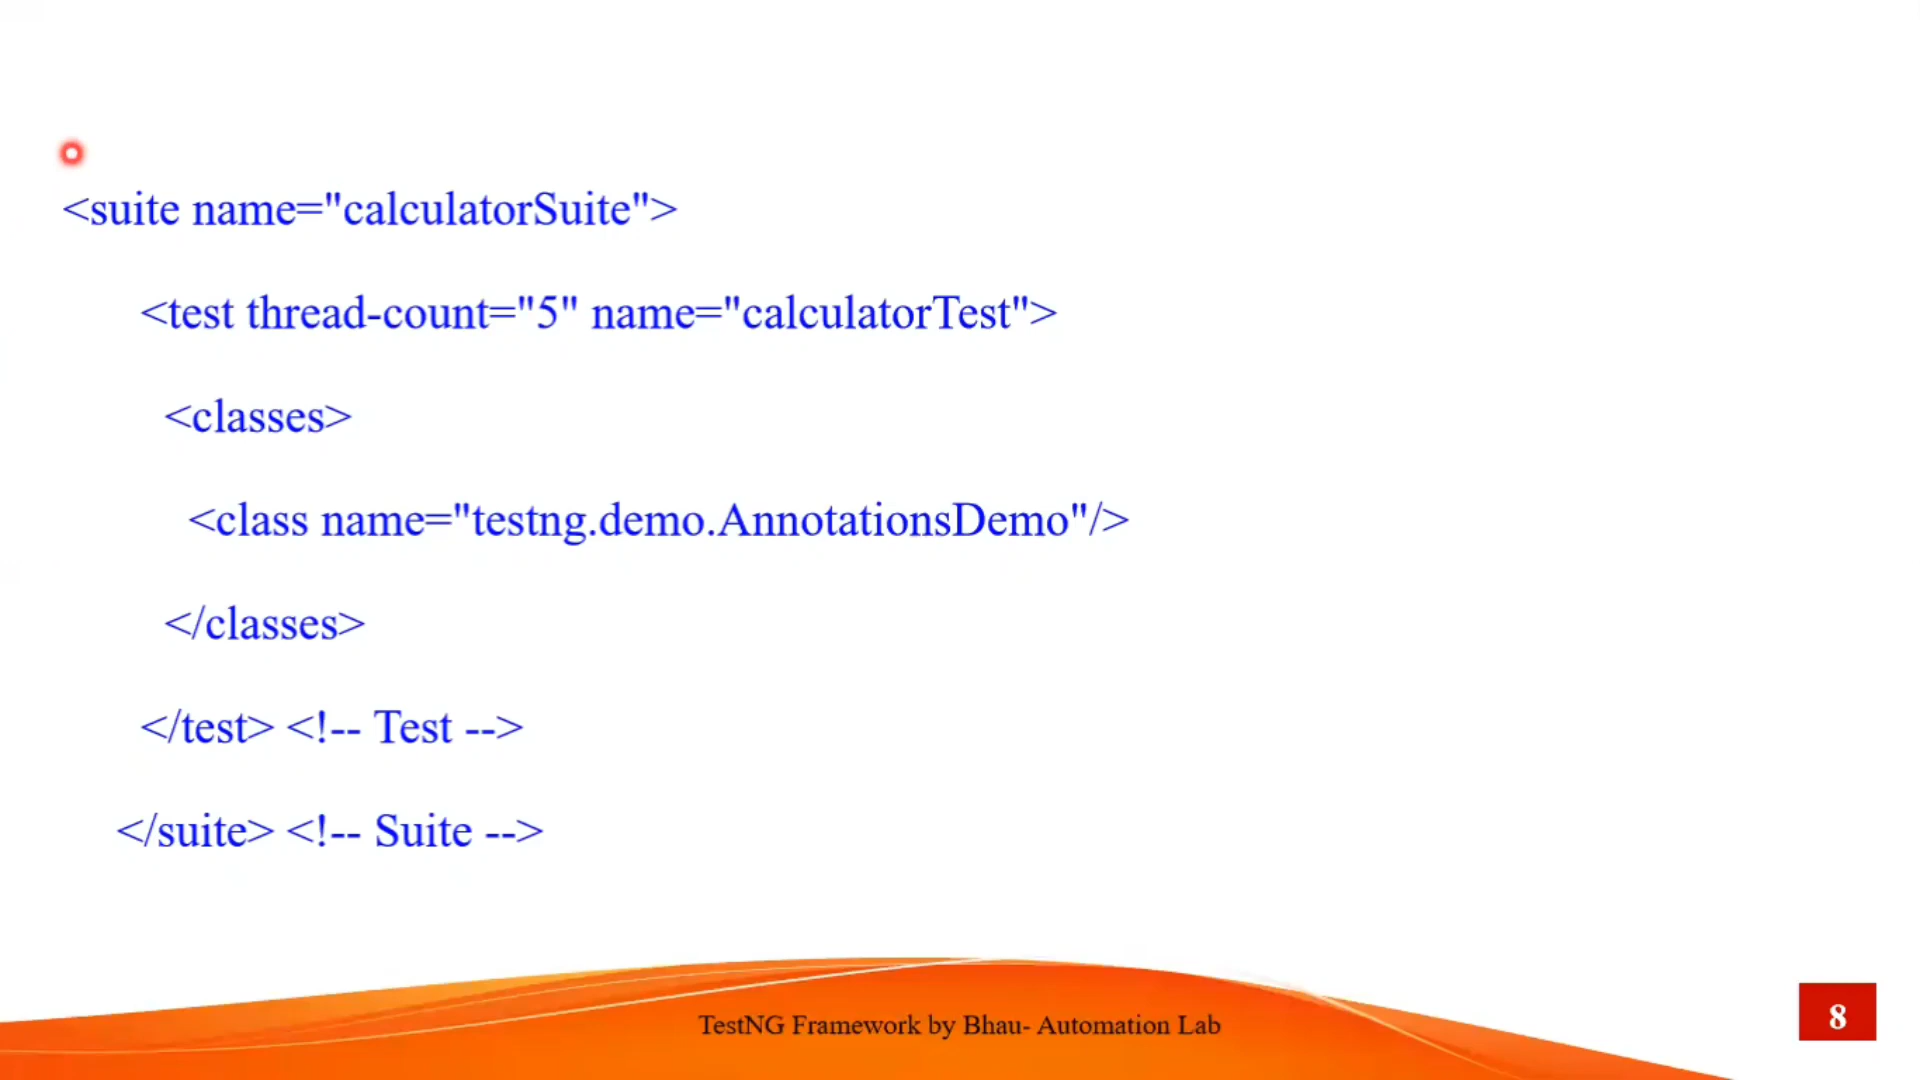 <suite name="calculatorSuite">
<test thread-count="5" name="calculatorTest">
<classes>
<class name="testng.demo.AnnotationsDemo"/>
</classes>
</test> <!-- Test -->
</suite> <!-- Suite -->
TestNG Framework by Bhau- Automation Lab
8